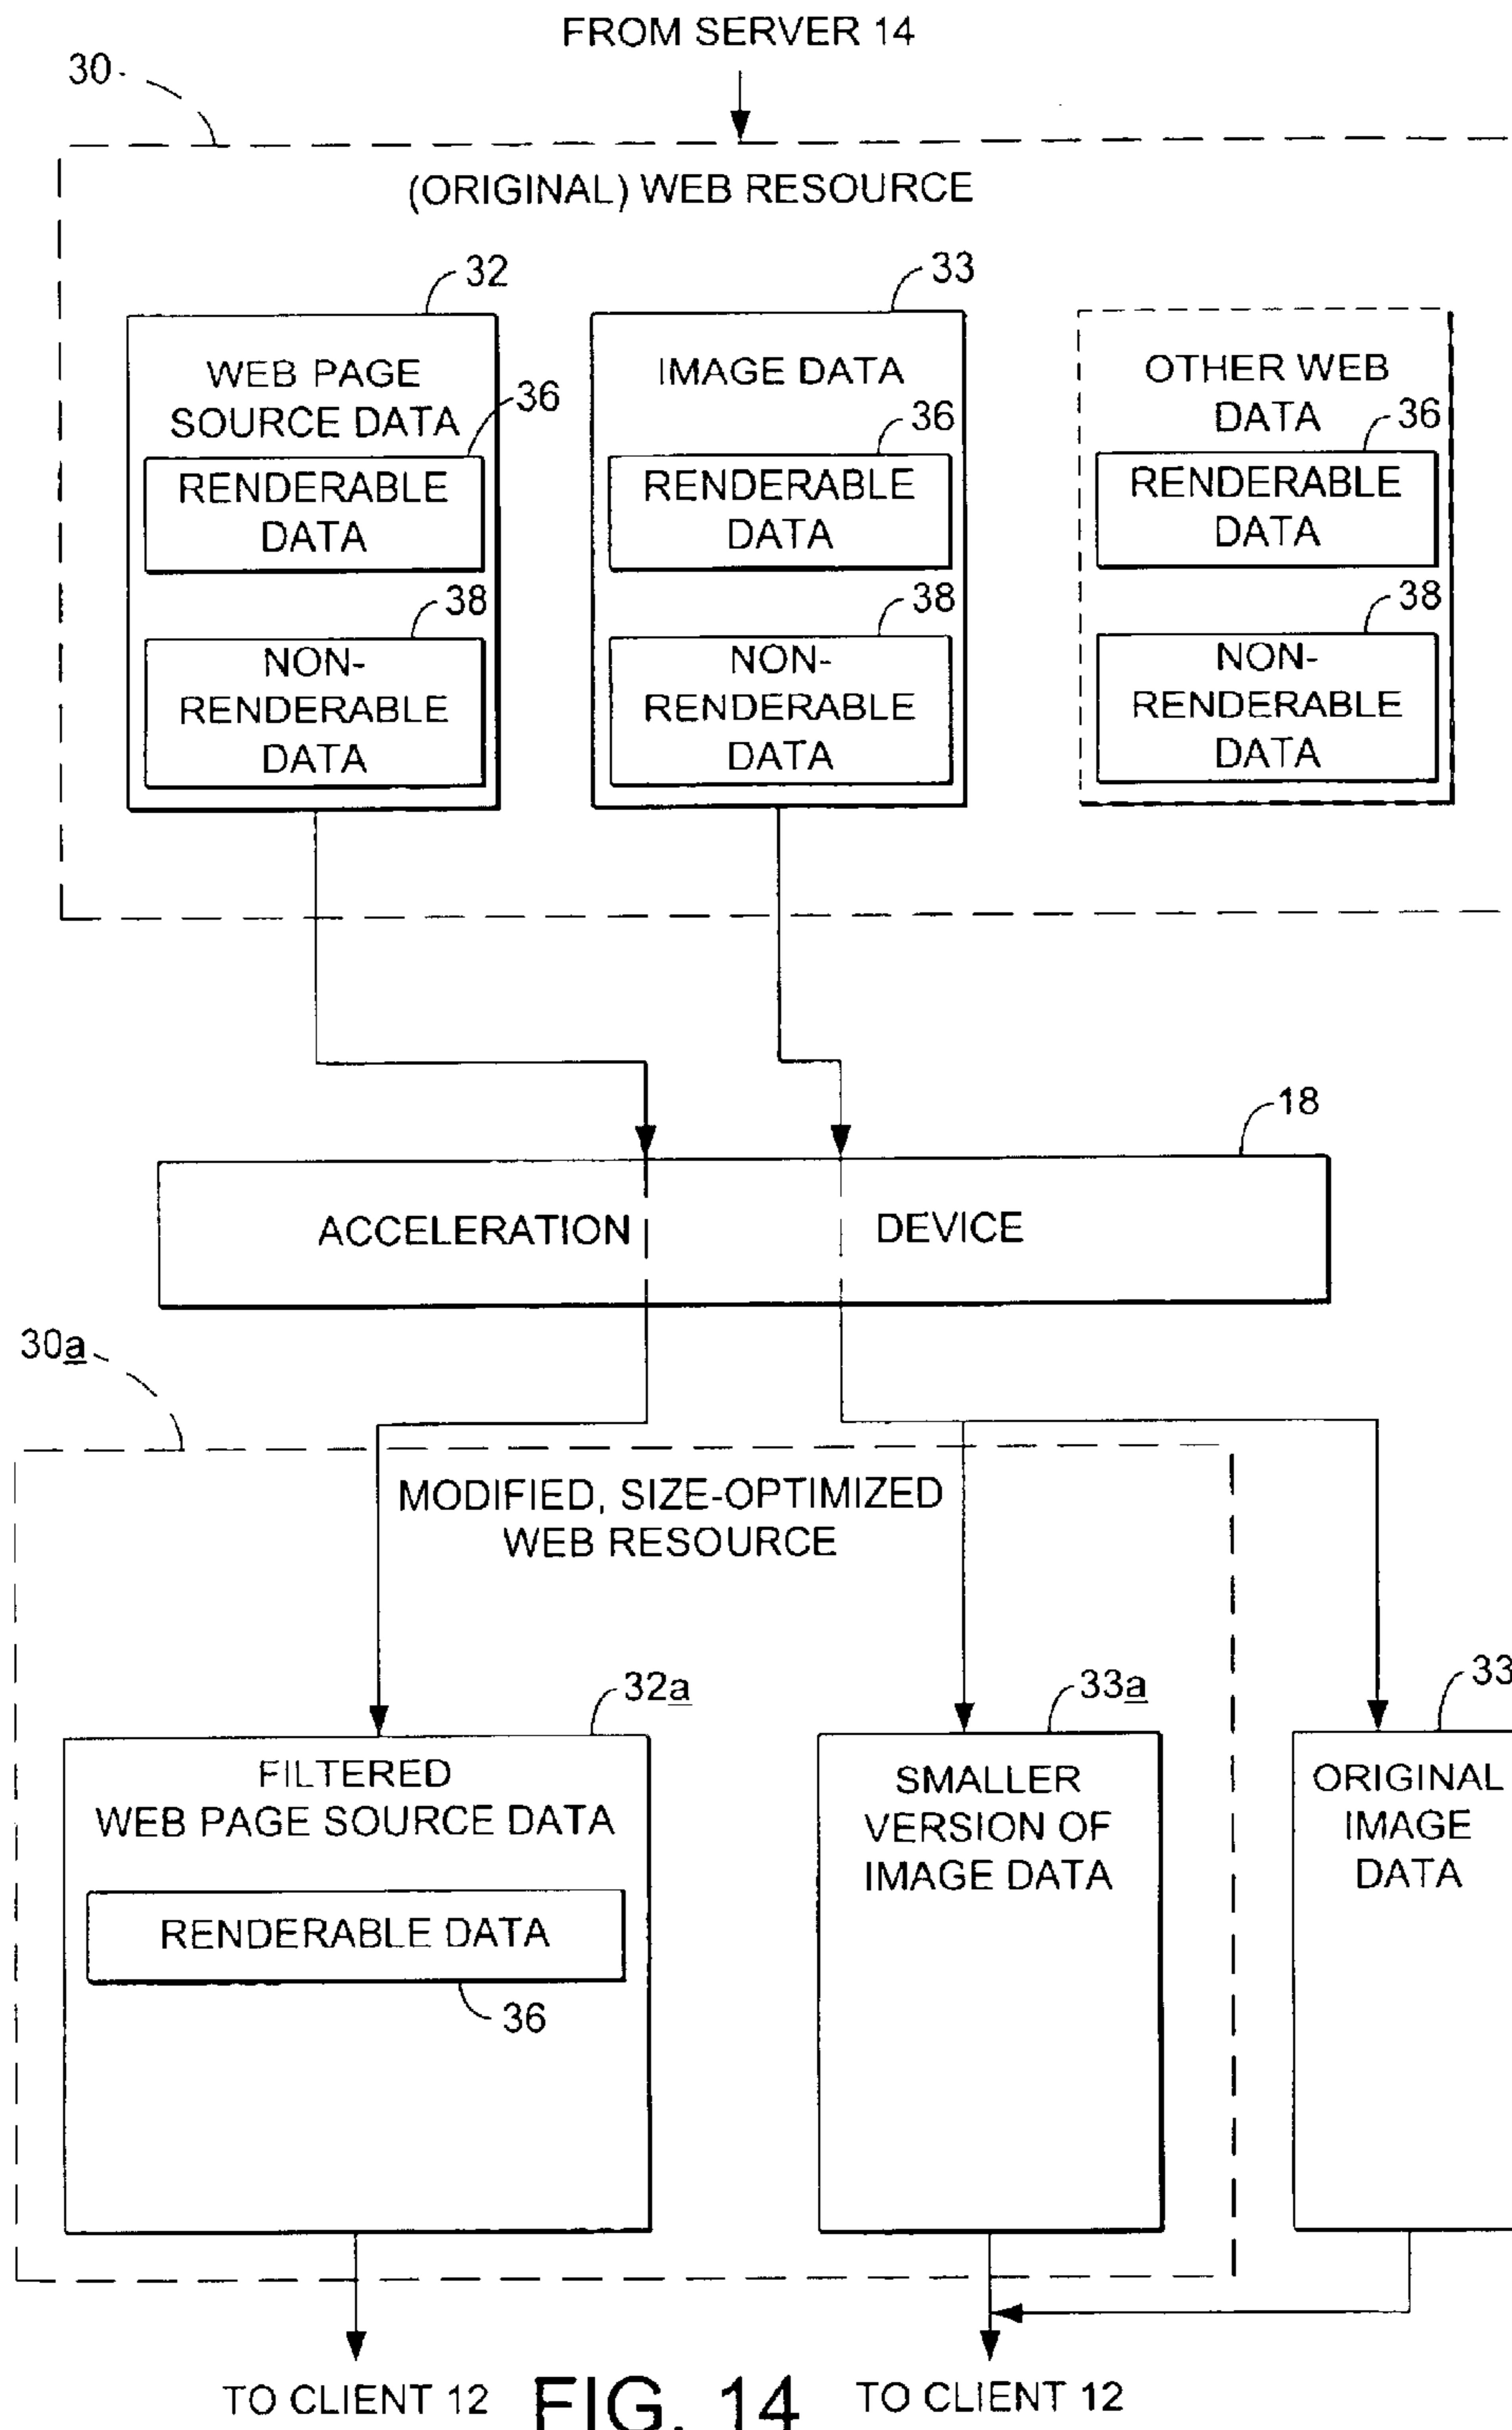 FROM SERVER 14
30
(ORIGINAL) WEB RESOURCE
32
WEB PAGE
SOURCE DATA
36
RENDERABLE
DATA
38
NON-
RENDERABLE
DATA
33
IMAGE DATA
36
RENDERABLE
DATA
38
NON-
RENDERABLE
DATA
OTHER WEB
DATA
36
RENDERABLE
DATA
38
NON-
RENDERABLE
DATA
18
ACCELERATION DEVICE
30a
MODIFIED, SIZE-OPTIMIZED
WEB RESOURCE
32a
FILTERED
WEB PAGE SOURCE DATA
RENDERABLE DATA
36
33a
SMALLER
VERSION OF
IMAGE DATA
33
ORIGINAL
IMAGE
DATA
TO CLIENT 12
FIG. 14
TO CLIENT 12